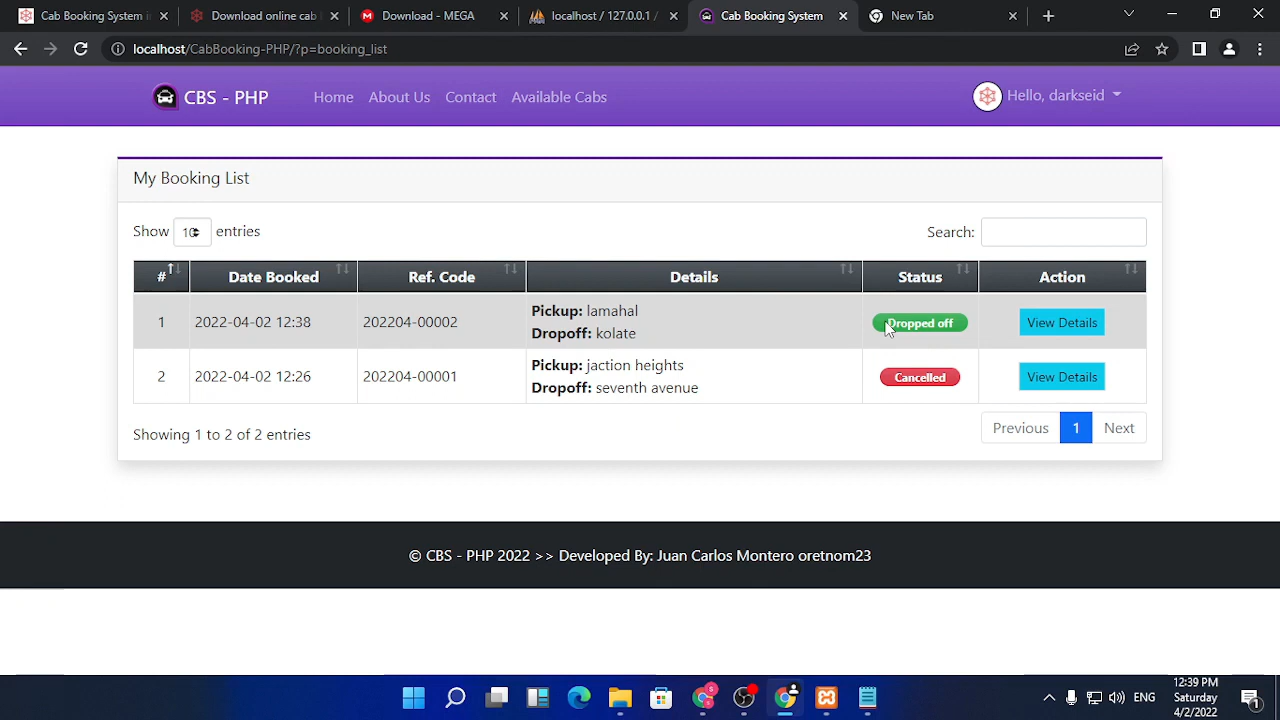 Cab Booking System in
Download online cab
Download - MEGA
localhost / 127.0.0.1 /
Cab Booking System
New Tab
localhost/CabBooking-PHP/?p=booking_list
CBS - PHP
Home
About Us
Contact
Available Cabs
Hello, darkseid
My Booking List
Show 10 entries
Search:
# Date Booked Ref. Code Details Status Action
1 2022-04-02 12:38 202204-00002 Pickup: lamahal Dropped off View Details
Dropoff: kolate
2 2022-04-02 12:26 202204-00001 Pickup: jaction heights Cancelled View Details
Dropoff: seventh avenue
Showing 1 to 2 of 2 entries
Previous 1 Next
© CBS - PHP 2022 >> Developed By: Juan Carlos Montero oretnom23
ENG
12:39 PM
Saturday
4/2/2022
1